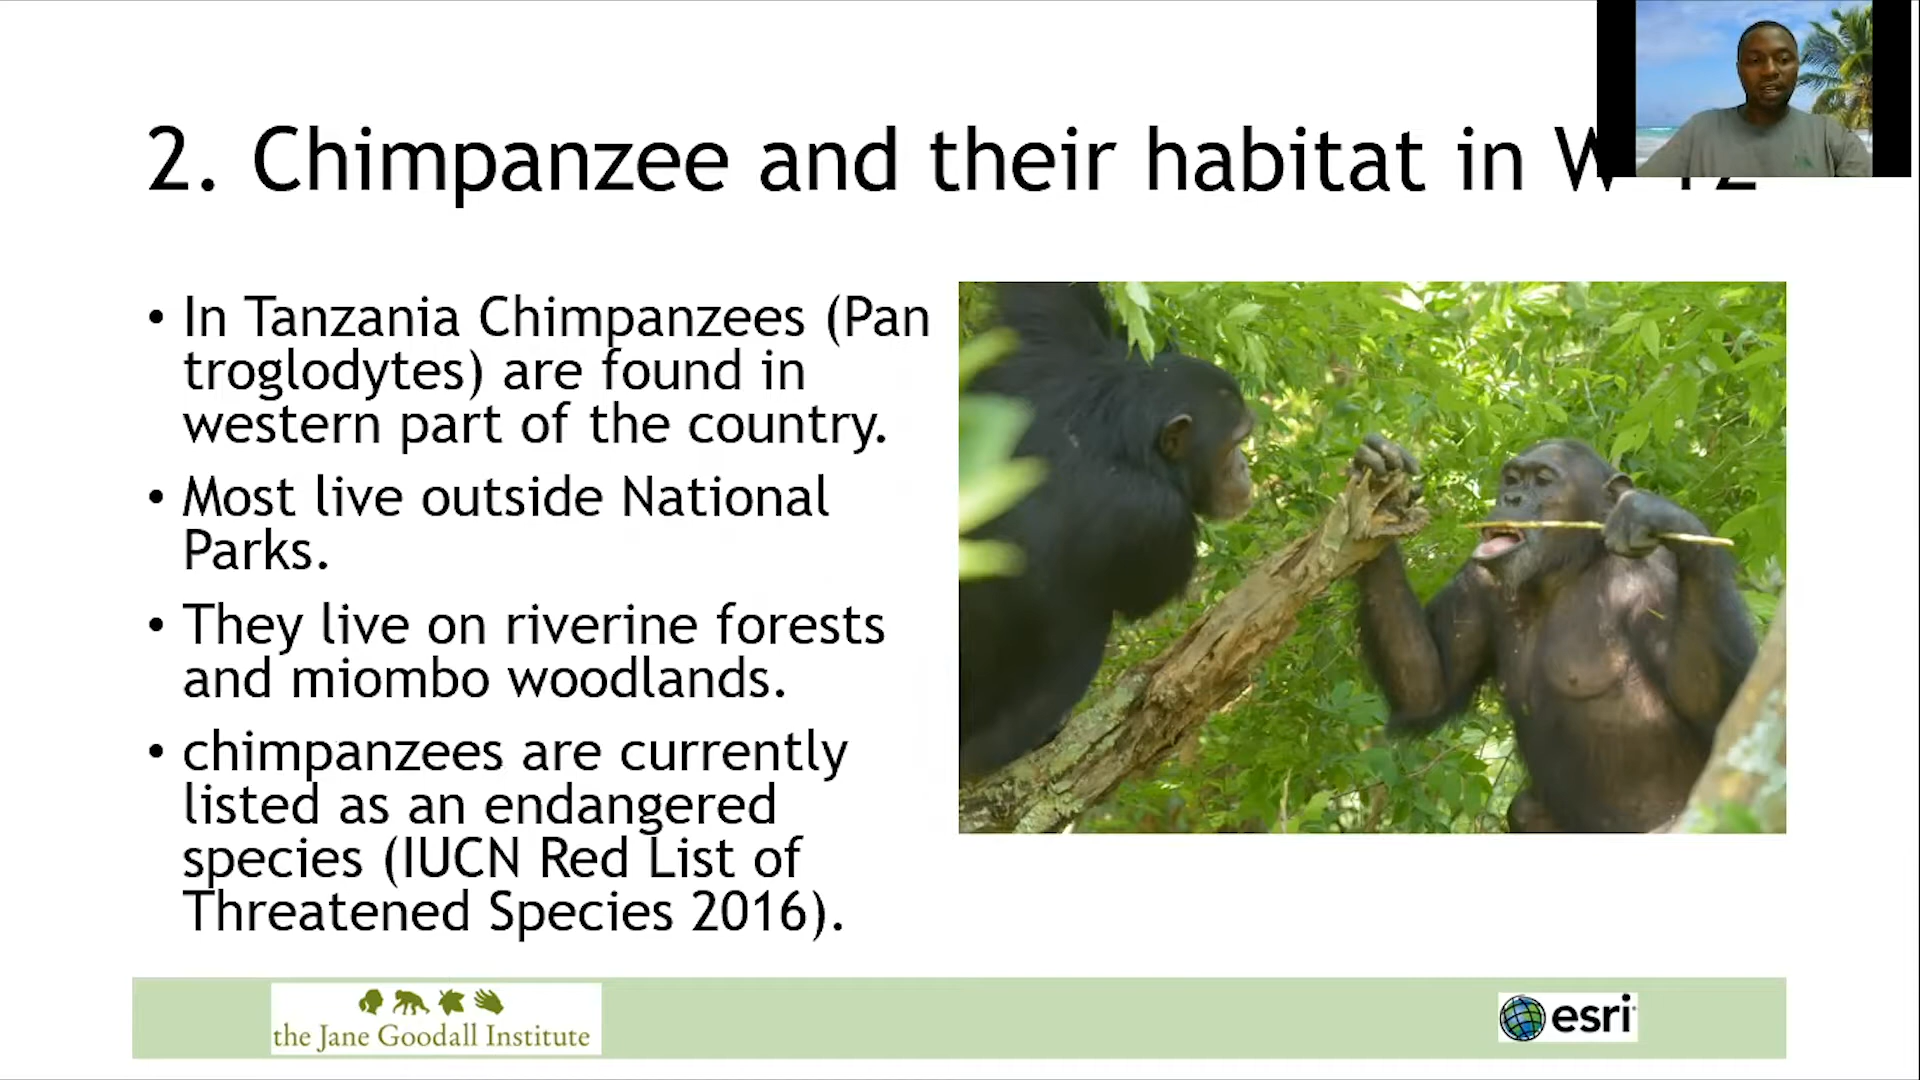 2. Chimpanzee and their habitat in
• In Tanzania Chimpanzees (Pan
troglodytes) are found in
western part of the country.
• Most live outside National
Parks.
• They live on riverine forests
and miombo woodlands.
• chimpanzees are currently
listed as an endangered
species (IUCN Red List of
Threatened Species 2016).
the Jane Goodall Institute
esri